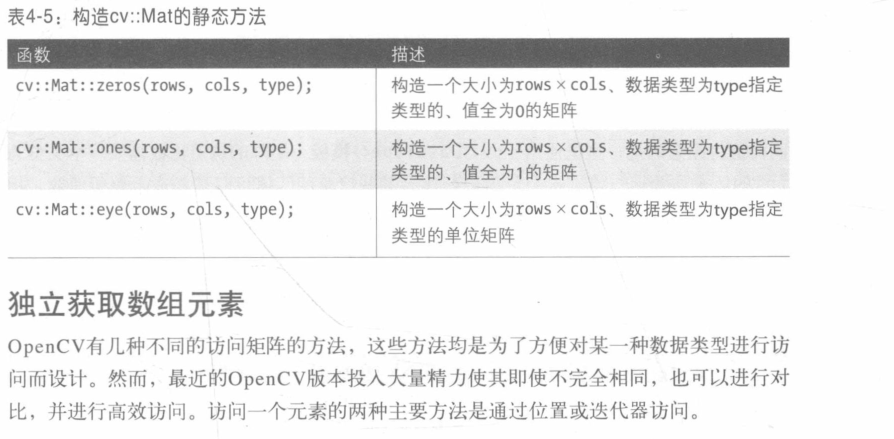 表4-5：构造cv::Mat的静态方法
函数 描述
cv::Mat::zeros(rows, cols, type); 构造一个大小为rows×cols、数据类型为type指定
类型的、值全为0的矩阵
cv::Mat::ones(rows, cols, type); 构造一个大小为rows×cols、数据类型为type指定
类型的、值全为1的矩阵
cv::Mat::eye(rows, cols, type); 构造一个大小为rows×cols、数据类型为type指定
类型的单位矩阵
独立获取数组元素
OpenCV有几种不同的访问矩阵的方法，这些方法均是为了方便对某一种数据类型进行访
问而设计。然而，最近的OpenCV版本投入大量精力使其即使不完全相同，也可以进行对
比，并进行高效访问。访问一个元素的两种主要方法是通过位置或迭代器访问。